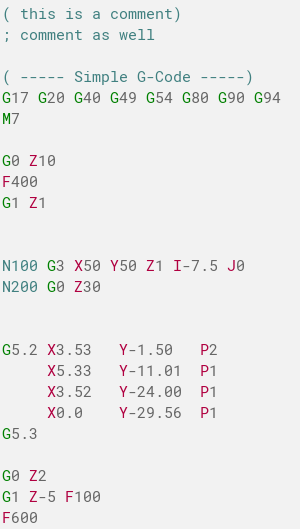 ( this is a comment)
; comment as well

( ----- Simple G-Code -----)
G17 G20 G40 G49 G54 G80 G90 G94
M7

G0 Z10
F400
G1 Z1

N100 G3 X50 Y50 Z1 I-7.5 J0
N200 G0 Z30

G5.2 X3.53   Y-1.50   P2
     X5.33   Y-11.01  P1
     X3.52   Y-24.00  P1
     X0.0    Y-29.56  P1
G5.3

G0 Z2
G1 Z-5 F100
F600